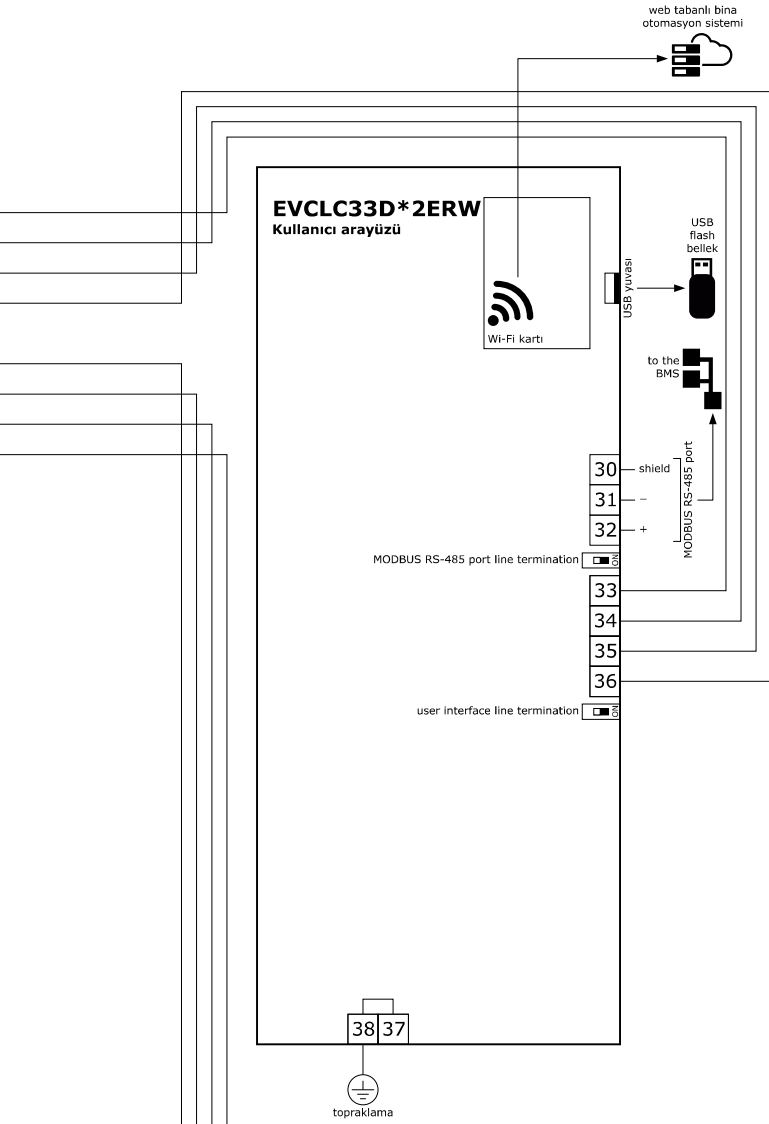 web tabanlı bina
otomasyon sistemi
EVCLC33D*2ERW
Kullanıcı arayüzü
Wi-Fi kartı
USB yuvası
USB
flash
bellek
to the
BMS
30
shield
31
−
32
+
MODBUS RS-485 port
MODBUS RS-485 port line termination
ON
33
34
35
36
user interface line termination
ON
38
37
topraklama